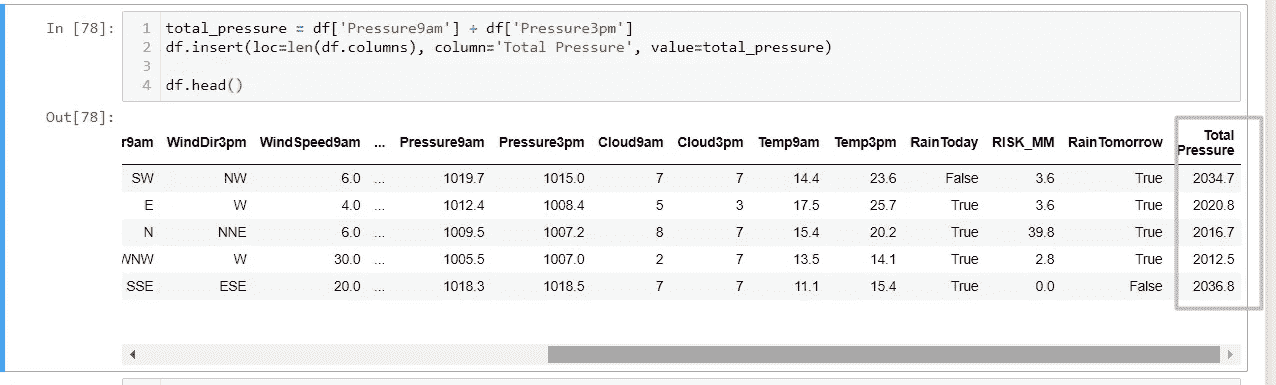 In [78]:
1 total_pressure = df['Pressure9am'] + df['Pressure3pm']
2 df.insert(loc=len(df.columns), column='Total Pressure', value=total_pressure)
3
4 df.head()
Out[78]:
r9am WindDir3pm WindSpeed9am ... Pressure9am Pressure3pm Cloud9am Cloud3pm Temp9am Temp3pm RainToday RISK_MM RainTomorrow Total Pressure
SW NW 6.0 ... 1019.7 1015.0 7 7 14.4 23.6 False 3.6 True 2034.7
E W 4.0 ... 1012.4 1008.4 5 3 17.5 25.7 True 3.6 True 2020.8
N NNE 6.0 ... 1009.5 1007.2 8 7 15.4 20.2 True 39.8 True 2016.7
WNW W 30.0 ... 1005.5 1007.0 2 7 13.5 14.1 True 2.8 True 2012.5
SSE ESE 20.0 ... 1018.3 1018.5 7 7 11.1 15.4 True 0.0 False 2036.8